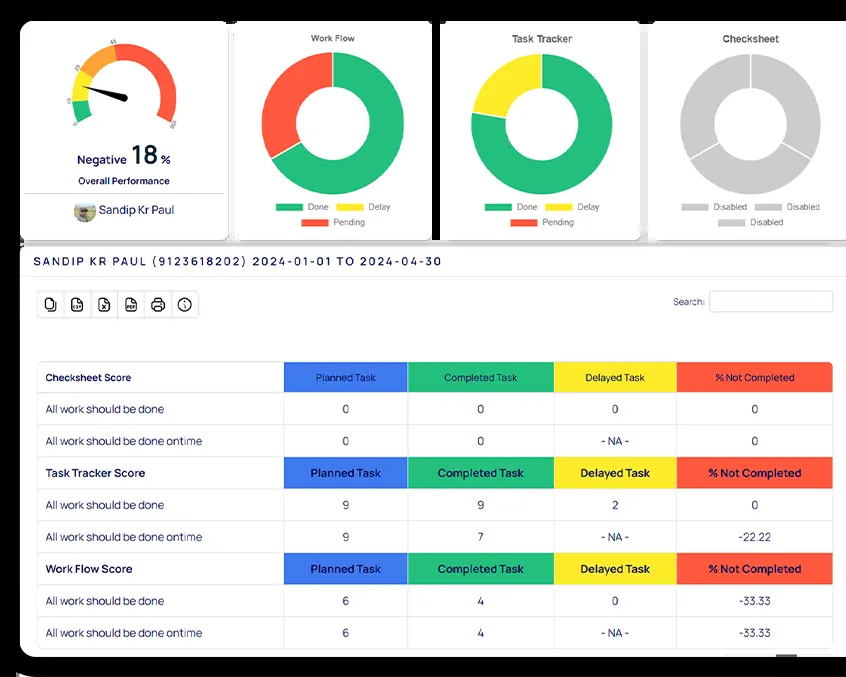 0
10
25
45
100
Negative 18 %
Overall Performance
Sandip Kr Paul
Work Flow
Done Delay
Pending
Task Tracker
Done Delay
Pending
Checksheet
Disabled Disabled
Disabled
SANDIP KR PAUL (9123618202) 2024-01-01 TO 2024-04-30
CSV X PDF
Search:
Checksheet Score Planned Task Completed Task Delayed Task % Not Completed
All work should be done 0 0 0 0
All work should be done ontime 0 0 - NA - 0
Task Tracker Score Planned Task Completed Task Delayed Task % Not Completed
All work should be done 9 9 2 0
All work should be done ontime 9 7 - NA - -22.22
Work Flow Score Planned Task Completed Task Delayed Task % Not Completed
All work should be done 6 4 0 -33.33
All work should be done ontime 6 4 - NA - -33.33